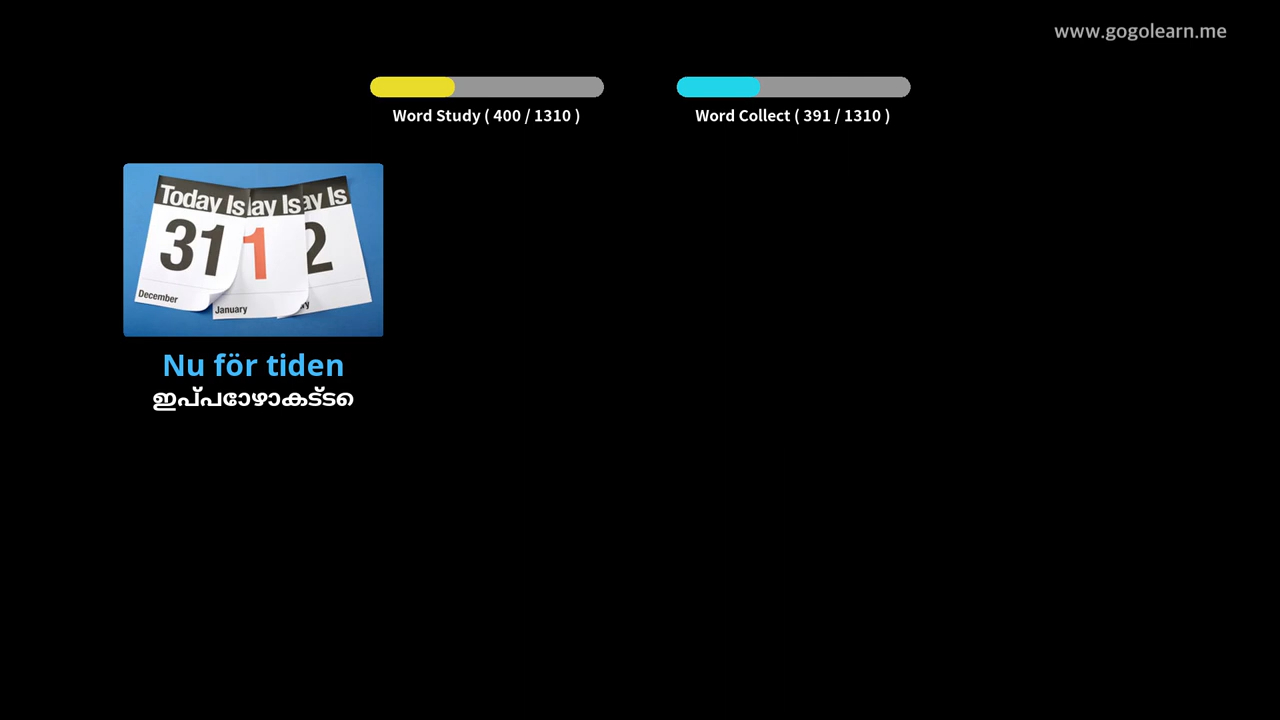 www.gogolearn.me
Word Study ( 400 / 1310 )
Word Collect ( 391 / 1310 )
Today Is
ay Is
ay Is
31
1
2
December
January
ry
Nu för tiden
ഇപ്പോഴാകട്ടെ